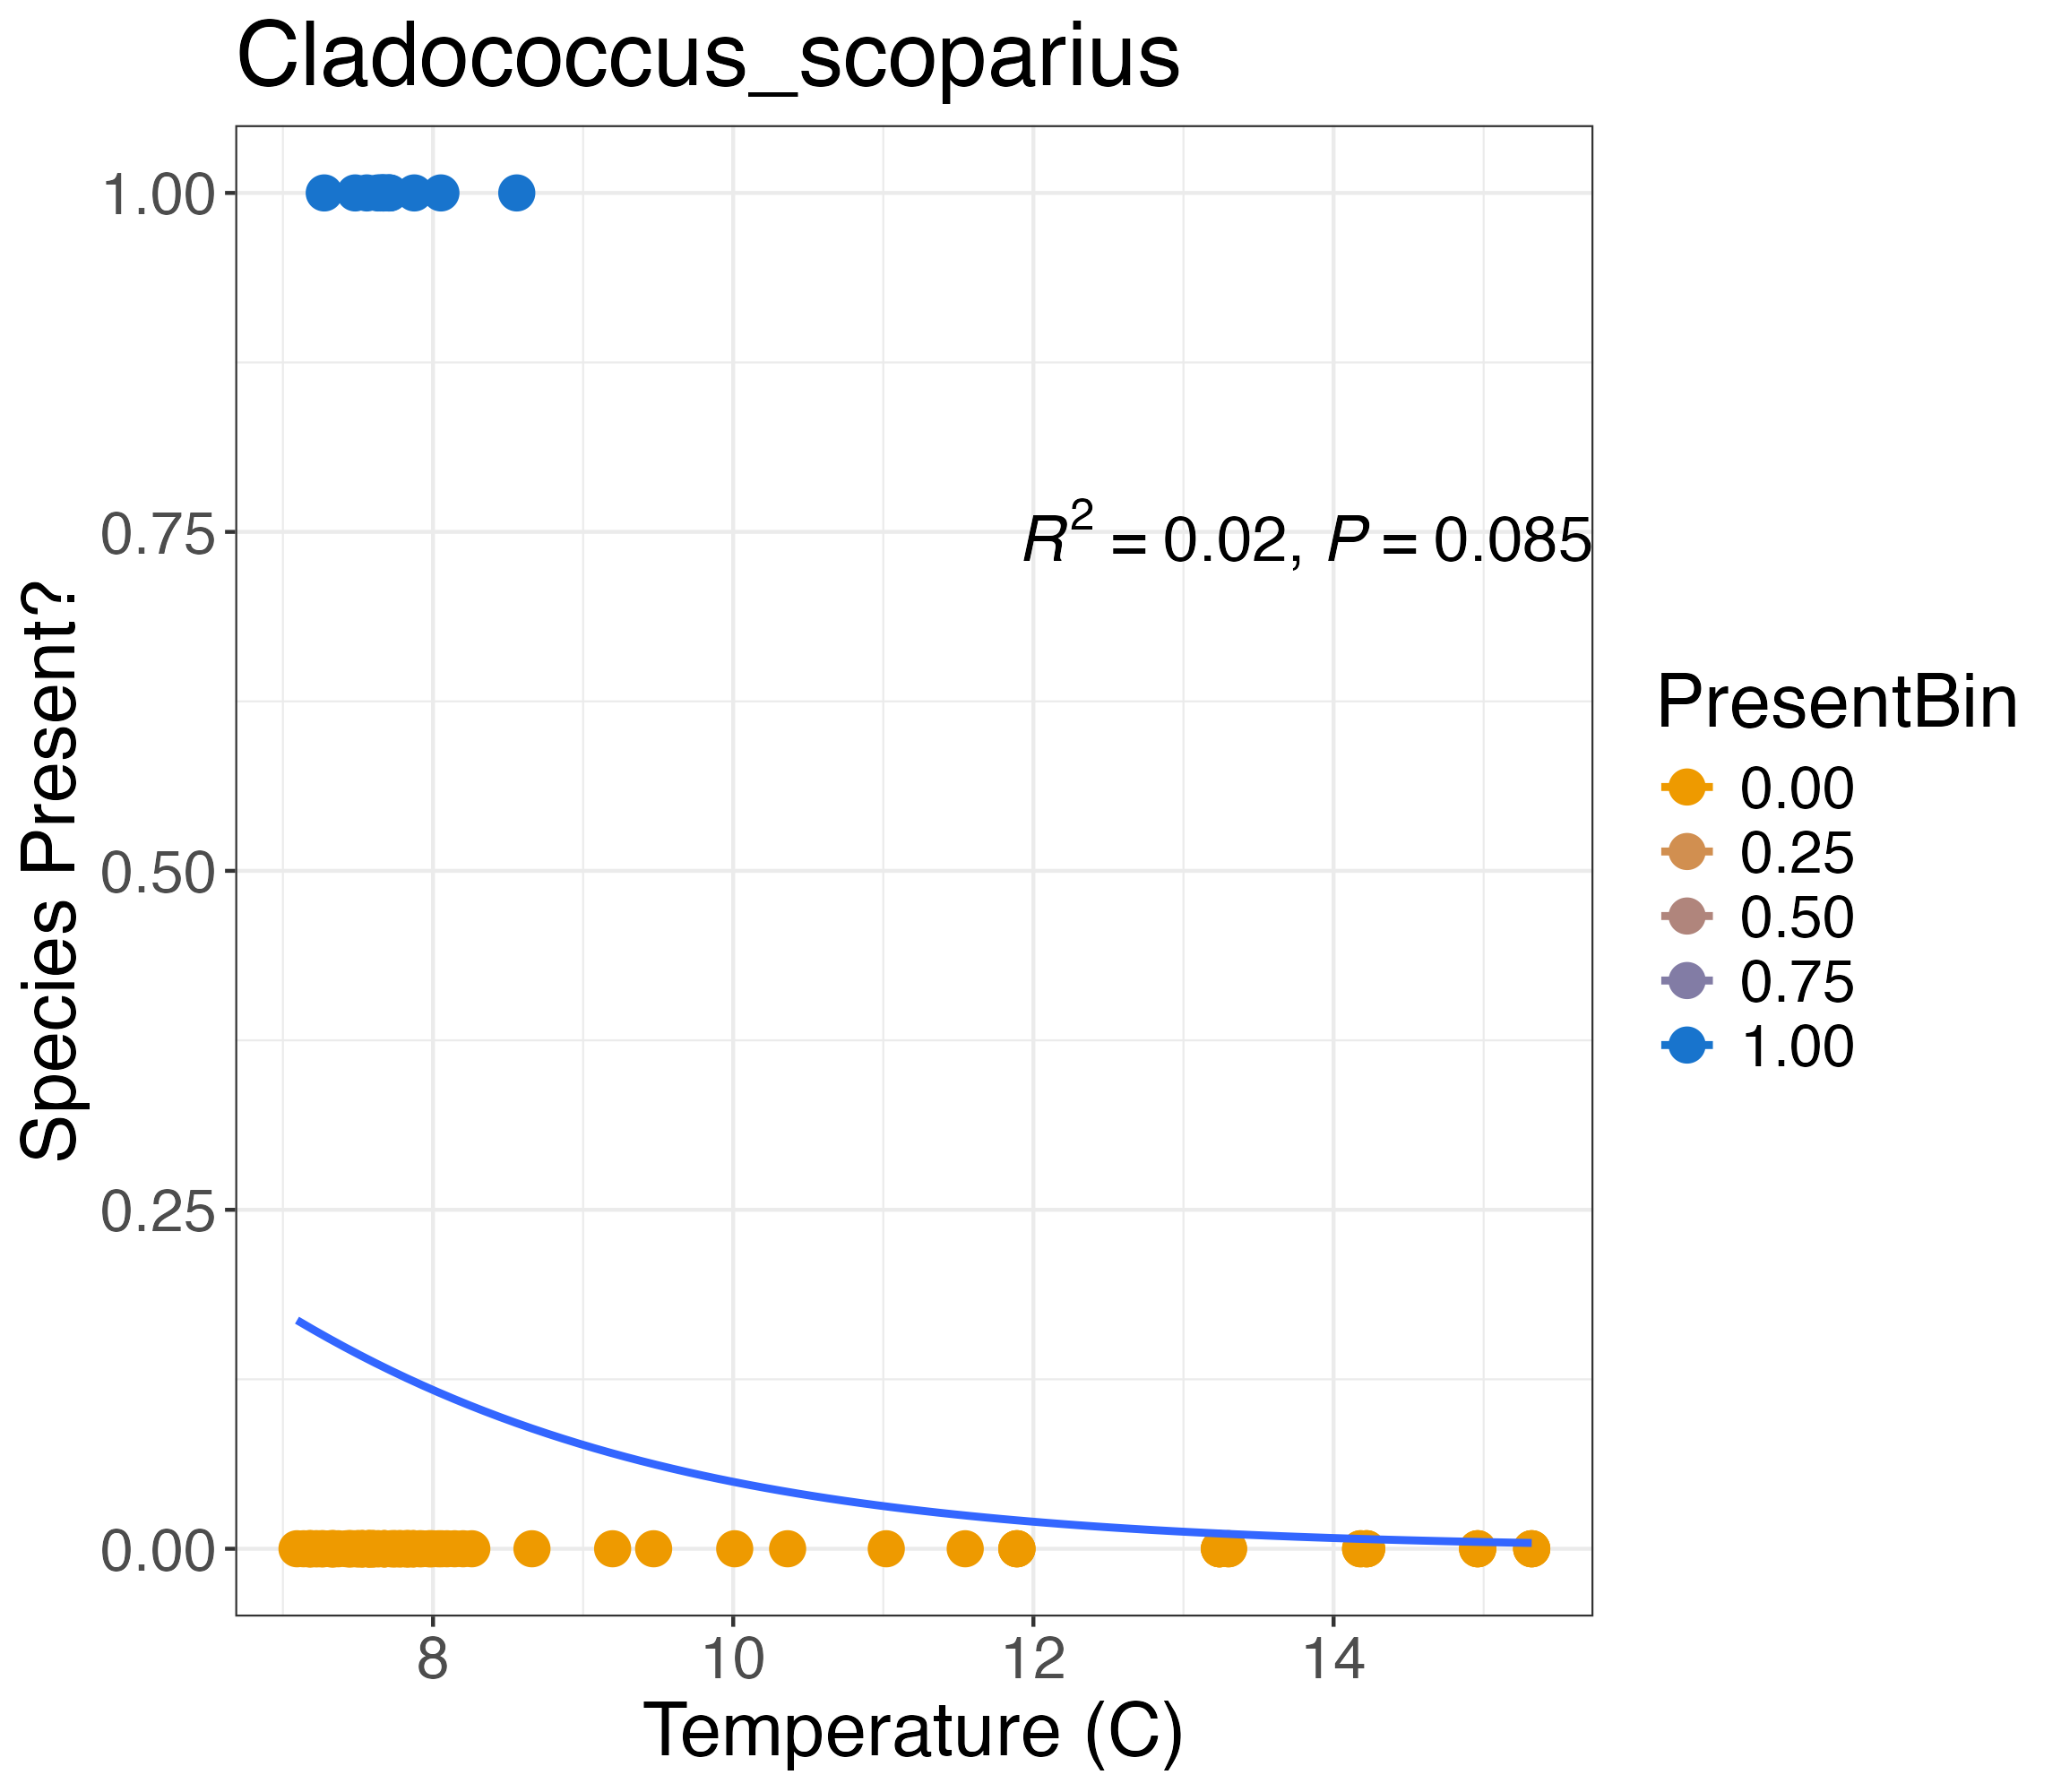 Cladococcus_scoparius
1.00
0.75
0.50
0.25
0.00
Species Present?
R² = 0.02, P = 0.085
8 10 12 14
Temperature (C)
PresentBin
0.00
0.25
0.50
0.75
1.00